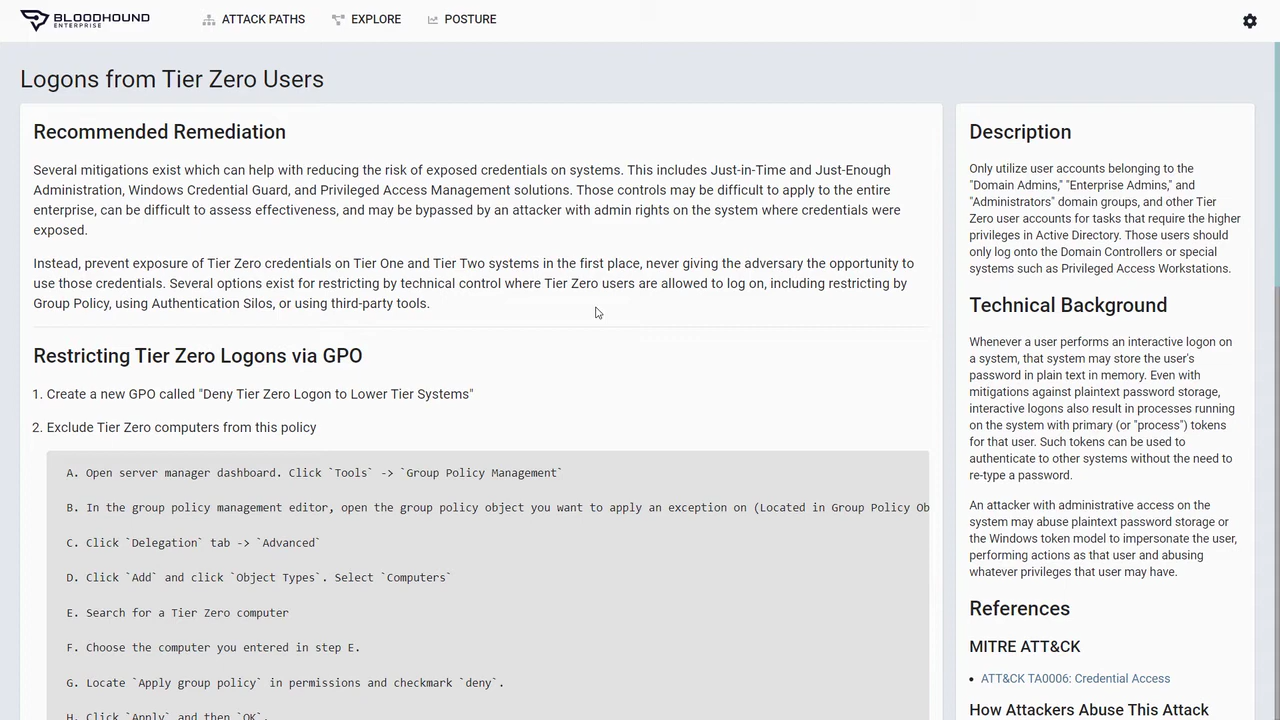 BLOODHOUND
ENTERPRISE
ATTACK PATHS
EXPLORE
POSTURE
Logons from Tier Zero Users
Recommended Remediation
Several mitigations exist which can help with reducing the risk of exposed credentials on systems. This includes Just-in-Time and Just-Enough
Administration, Windows Credential Guard, and Privileged Access Management solutions. Those controls may be difficult to apply to the entire
enterprise, can be difficult to assess effectiveness, and may be bypassed by an attacker with admin rights on the system where credentials were
exposed.
Instead, prevent exposure of Tier Zero credentials on Tier One and Tier Two systems in the first place, never giving the adversary the opportunity to
use those credentials. Several options exist for restricting by technical control where Tier Zero users are allowed to log on, including restricting by
Group Policy, using Authentication Silos, or using third-party tools.
Restricting Tier Zero Logons via GPO
1. Create a new GPO called "Deny Tier Zero Logon to Lower Tier Systems"
2. Exclude Tier Zero computers from this policy
A. Open server manager dashboard. Click `Tools` -> `Group Policy Management`
B. In the group policy management editor, open the group policy object you want to apply an exception on (Located in Group Policy Ob
C. Click `Delegation` tab -> `Advanced`
D. Click `Add` and click `Object Types`. Select `Computers`
E. Search for a Tier Zero computer
F. Choose the computer you entered in step E.
G. Locate `Apply group policy` in permissions and checkmark `deny`.
H. Click `Apply` and then `OK`.
Description
Only utilize user accounts belonging to the
"Domain Admins," "Enterprise Admins," and
"Administrators" domain groups, and other Tier
Zero user accounts for tasks that require the higher
privileges in Active Directory. Those users should
only log onto the Domain Controllers or special
systems such as Privileged Access Workstations.
Technical Background
Whenever a user performs an interactive logon on
a system, that system may store the user's
password in plain text in memory. Even with
mitigations against plaintext password storage,
interactive logons also result in processes running
on the system with primary (or "process") tokens
for that user. Such tokens can be used to
authenticate to other systems without the need to
re-type a password.
An attacker with administrative access on the
system may abuse plaintext password storage or
the Windows token model to impersonate the user,
performing actions as that user and abusing
whatever privileges that user may have.
References
MITRE ATT&CK
• ATT&CK TA0006: Credential Access
How Attackers Abuse This Attack